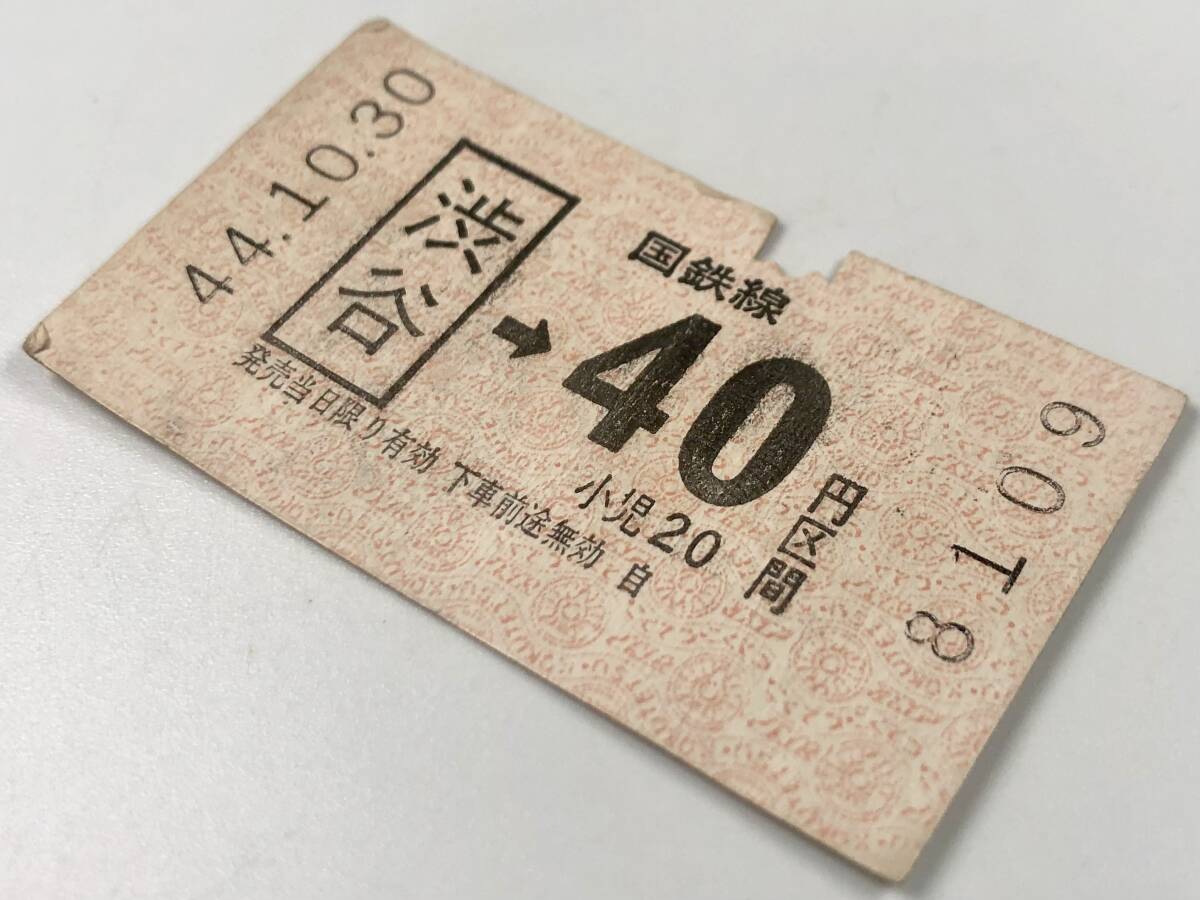 44.10.30
渋谷
→
国鉄線
40円区間
小児20
発売当日限り有効 下車前途無効 自
8109